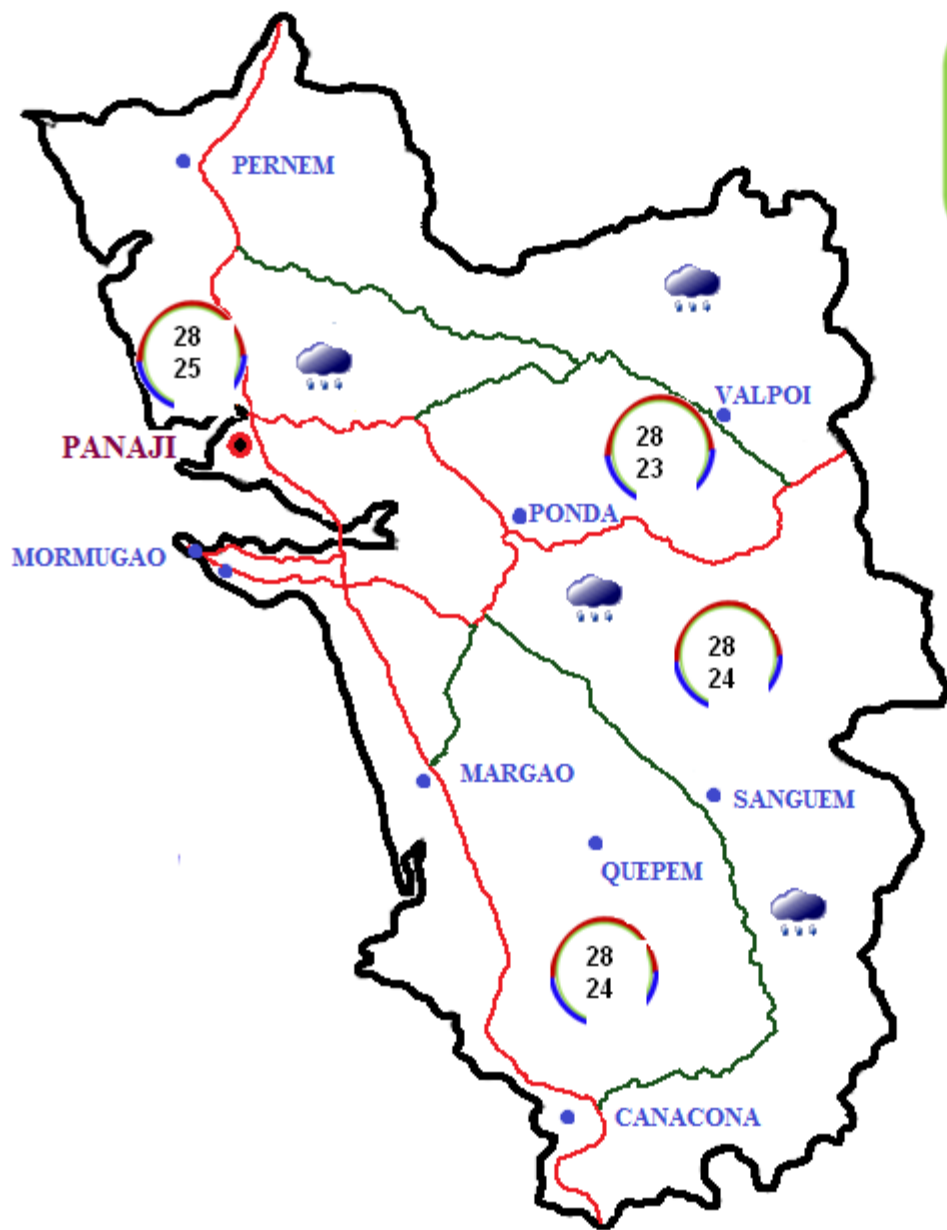 PERNEM
28
25
VALPOI
PANAJI
28
23
PONDA
MORMUGAO
28
24
MARGAO
SANGUEM
QUEPEM
28
24
CANACONA